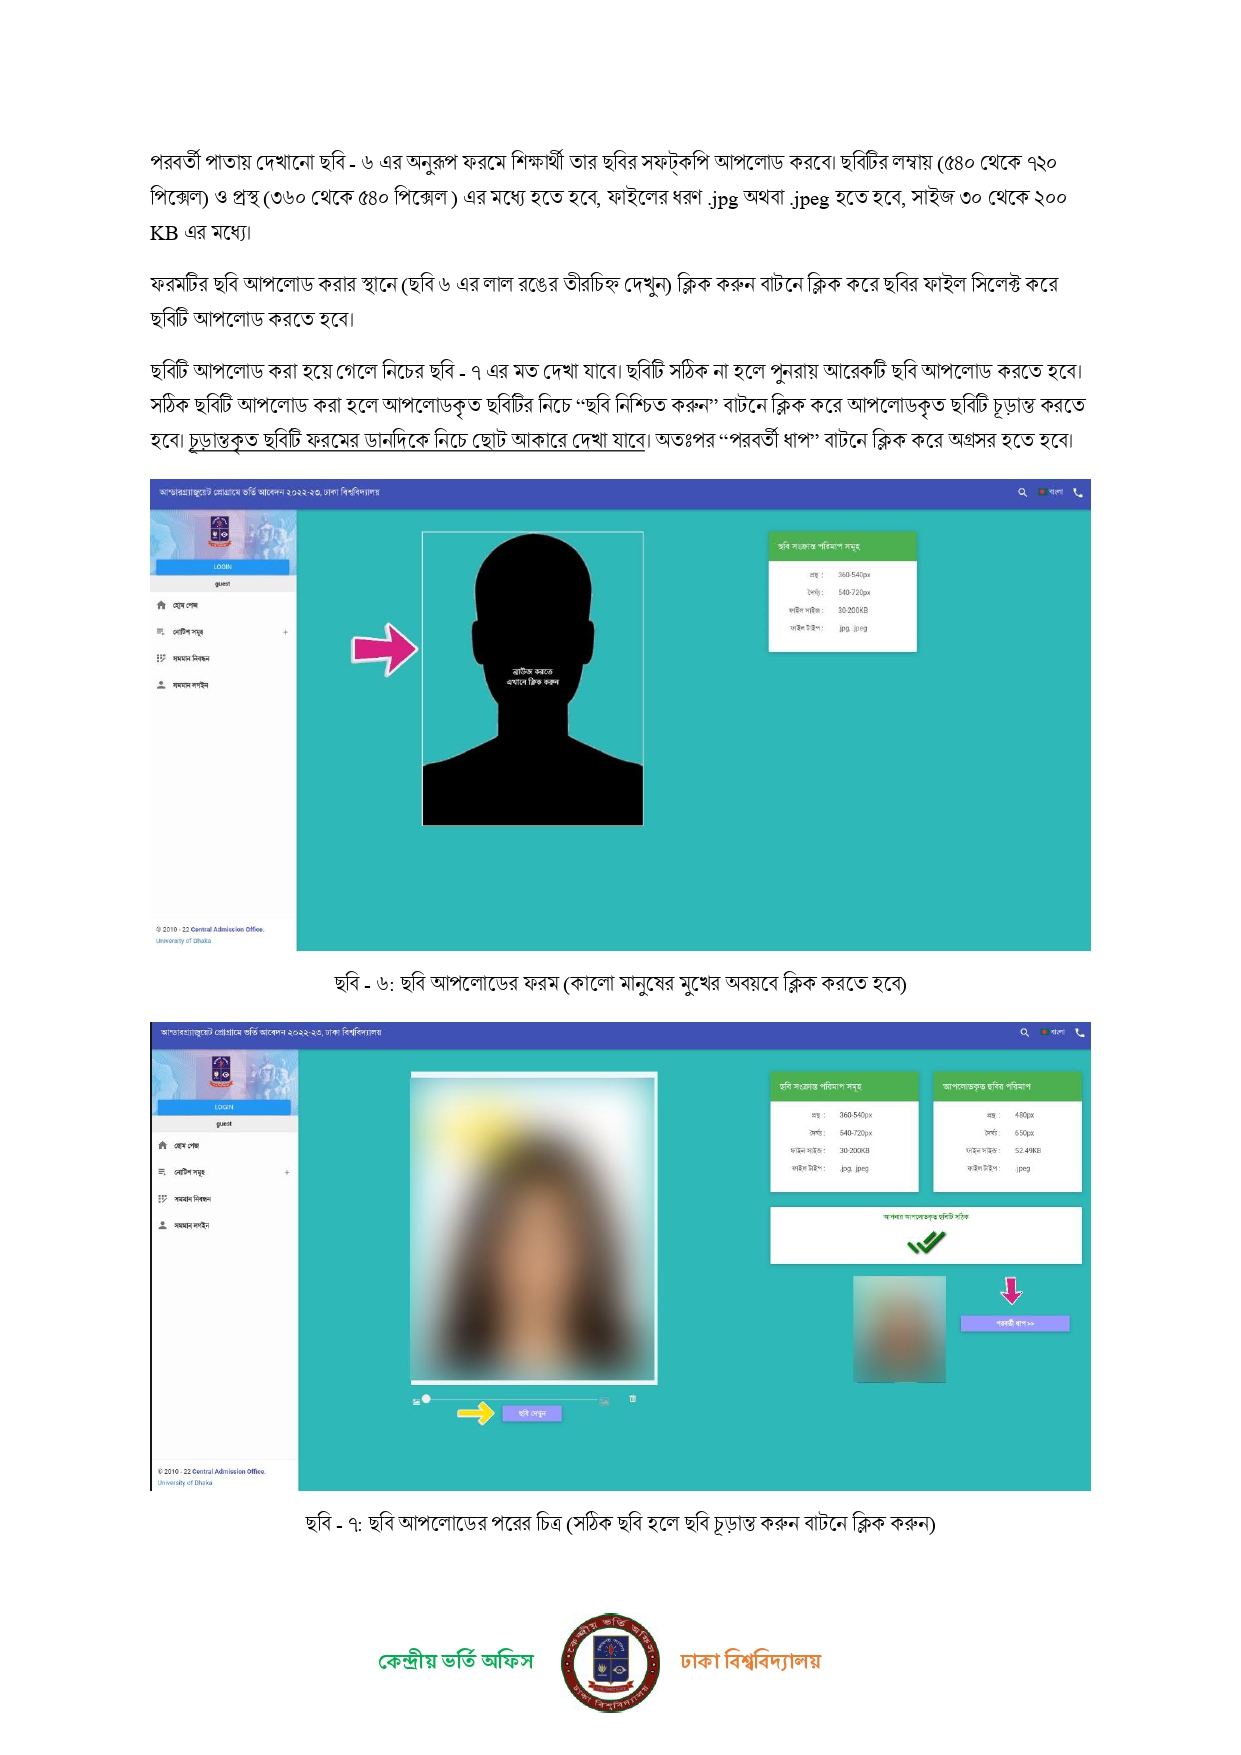 পরবর্তী পাতায় দেখানো ছবি - ৬ এর অনুরূপ ফরমে শিক্ষার্থী তার ছবির সফট্‌কপি আপলোড করবে। ছবিটির লম্বায় (৫৪০ থেকে ৭২০
পিক্সেল) ও প্রস্থ (৩৬০ থেকে ৫৪০ পিক্সেল ) এর মধ্যে হতে হবে, ফাইলের ধরণ .jpg অথবা .jpeg হতে হবে, সাইজ ৩০ থেকে ২০০
KB এর মধ্যে।
ফরমটির ছবি আপলোড করার স্থানে (ছবি ৬ এর লাল রঙের তীরচিহ্ন দেখুন) ক্লিক করুন বাটনে ক্লিক করে ছবির ফাইল সিলেক্ট করে
ছবিটি আপলোড করতে হবে।
ছবিটি আপলোড করা হয়ে গেলে নিচের ছবি - ৭ এর মত দেখা যাবে। ছবিটি সঠিক না হলে পুনরায় আরেকটি ছবি আপলোড করতে হবে।
সঠিক ছবিটি আপলোড করা হলে আপলোডকৃত ছবিটির নিচে “ছবি নিশ্চিত করুন” বাটনে ক্লিক করে আপলোডকৃত ছবিটি চূড়ান্ত করতে
হবে। চূড়ান্তকৃত ছবিটি ফরমের ডানদিকে নিচে ছোট আকারে দেখা যাবে। অতঃপর “পরবর্তী ধাপ” বাটনে ক্লিক করে অগ্রসর হতে হবে।
আন্ডারগ্র্যাজুয়েট প্রোগ্রামে ভর্তি আবেদন ২০২২-২৩, ঢাকা বিশ্ববিদ্যালয়
বাংলা
LOGIN
guest
হোম পেজ
নোটিশ সমূহ +
সমমান নিবন্ধন
সমমান লগইন
© 2010 - 22 Central Admission Office.
University of Dhaka
ব্রাউজ করতে
এখানে ক্লিক করুন
ছবি সংক্রান্ত পরিমাপ সমূহ
প্রস্থ : 360-540px
দৈর্ঘ্য : 540-720px
ফাইল সাইজ : 30-200KB
ফাইল টাইপ : .jpg, .jpeg
ছবি - ৬: ছবি আপলোডের ফরম (কালো মানুষের মুখের অবয়বে ক্লিক করতে হবে)
আন্ডারগ্র্যাজুয়েট প্রোগ্রামে ভর্তি আবেদন ২০২২-২৩, ঢাকা বিশ্ববিদ্যালয়
বাংলা
LOGIN
guest
হোম পেজ
নোটিশ সমূহ +
সমমান নিবন্ধন
সমমান লগইন
© 2010 - 22 Central Admission Office.
University of Dhaka
ছবি দেখুন
ছবি সংক্রান্ত পরিমাপ সমূহ
প্রস্থ : 360-540px
দৈর্ঘ্য : 540-720px
ফাইল সাইজ : 30-200KB
ফাইল টাইপ : .jpg, .jpeg
আপলোডকৃত ছবির পরিমাপ
প্রস্থ : 480px
দৈর্ঘ্য : 650px
ফাইল সাইজ : 52.49KB
ফাইল টাইপ : .jpeg
আপনার আপলোডকৃত ছবিটি সঠিক
পরবর্তী ধাপ >>
ছবি - ৭: ছবি আপলোডের পরের চিত্র (সঠিক ছবি হলে ছবি চূড়ান্ত করুন বাটনে ক্লিক করুন)
কেন্দ্রীয় ভর্তি অফিস
কেন্দ্রীয় ভর্তি অফিস
ঢাকা বিশ্ববিদ্যালয়
ঢাকা বিশ্ববিদ্যালয়